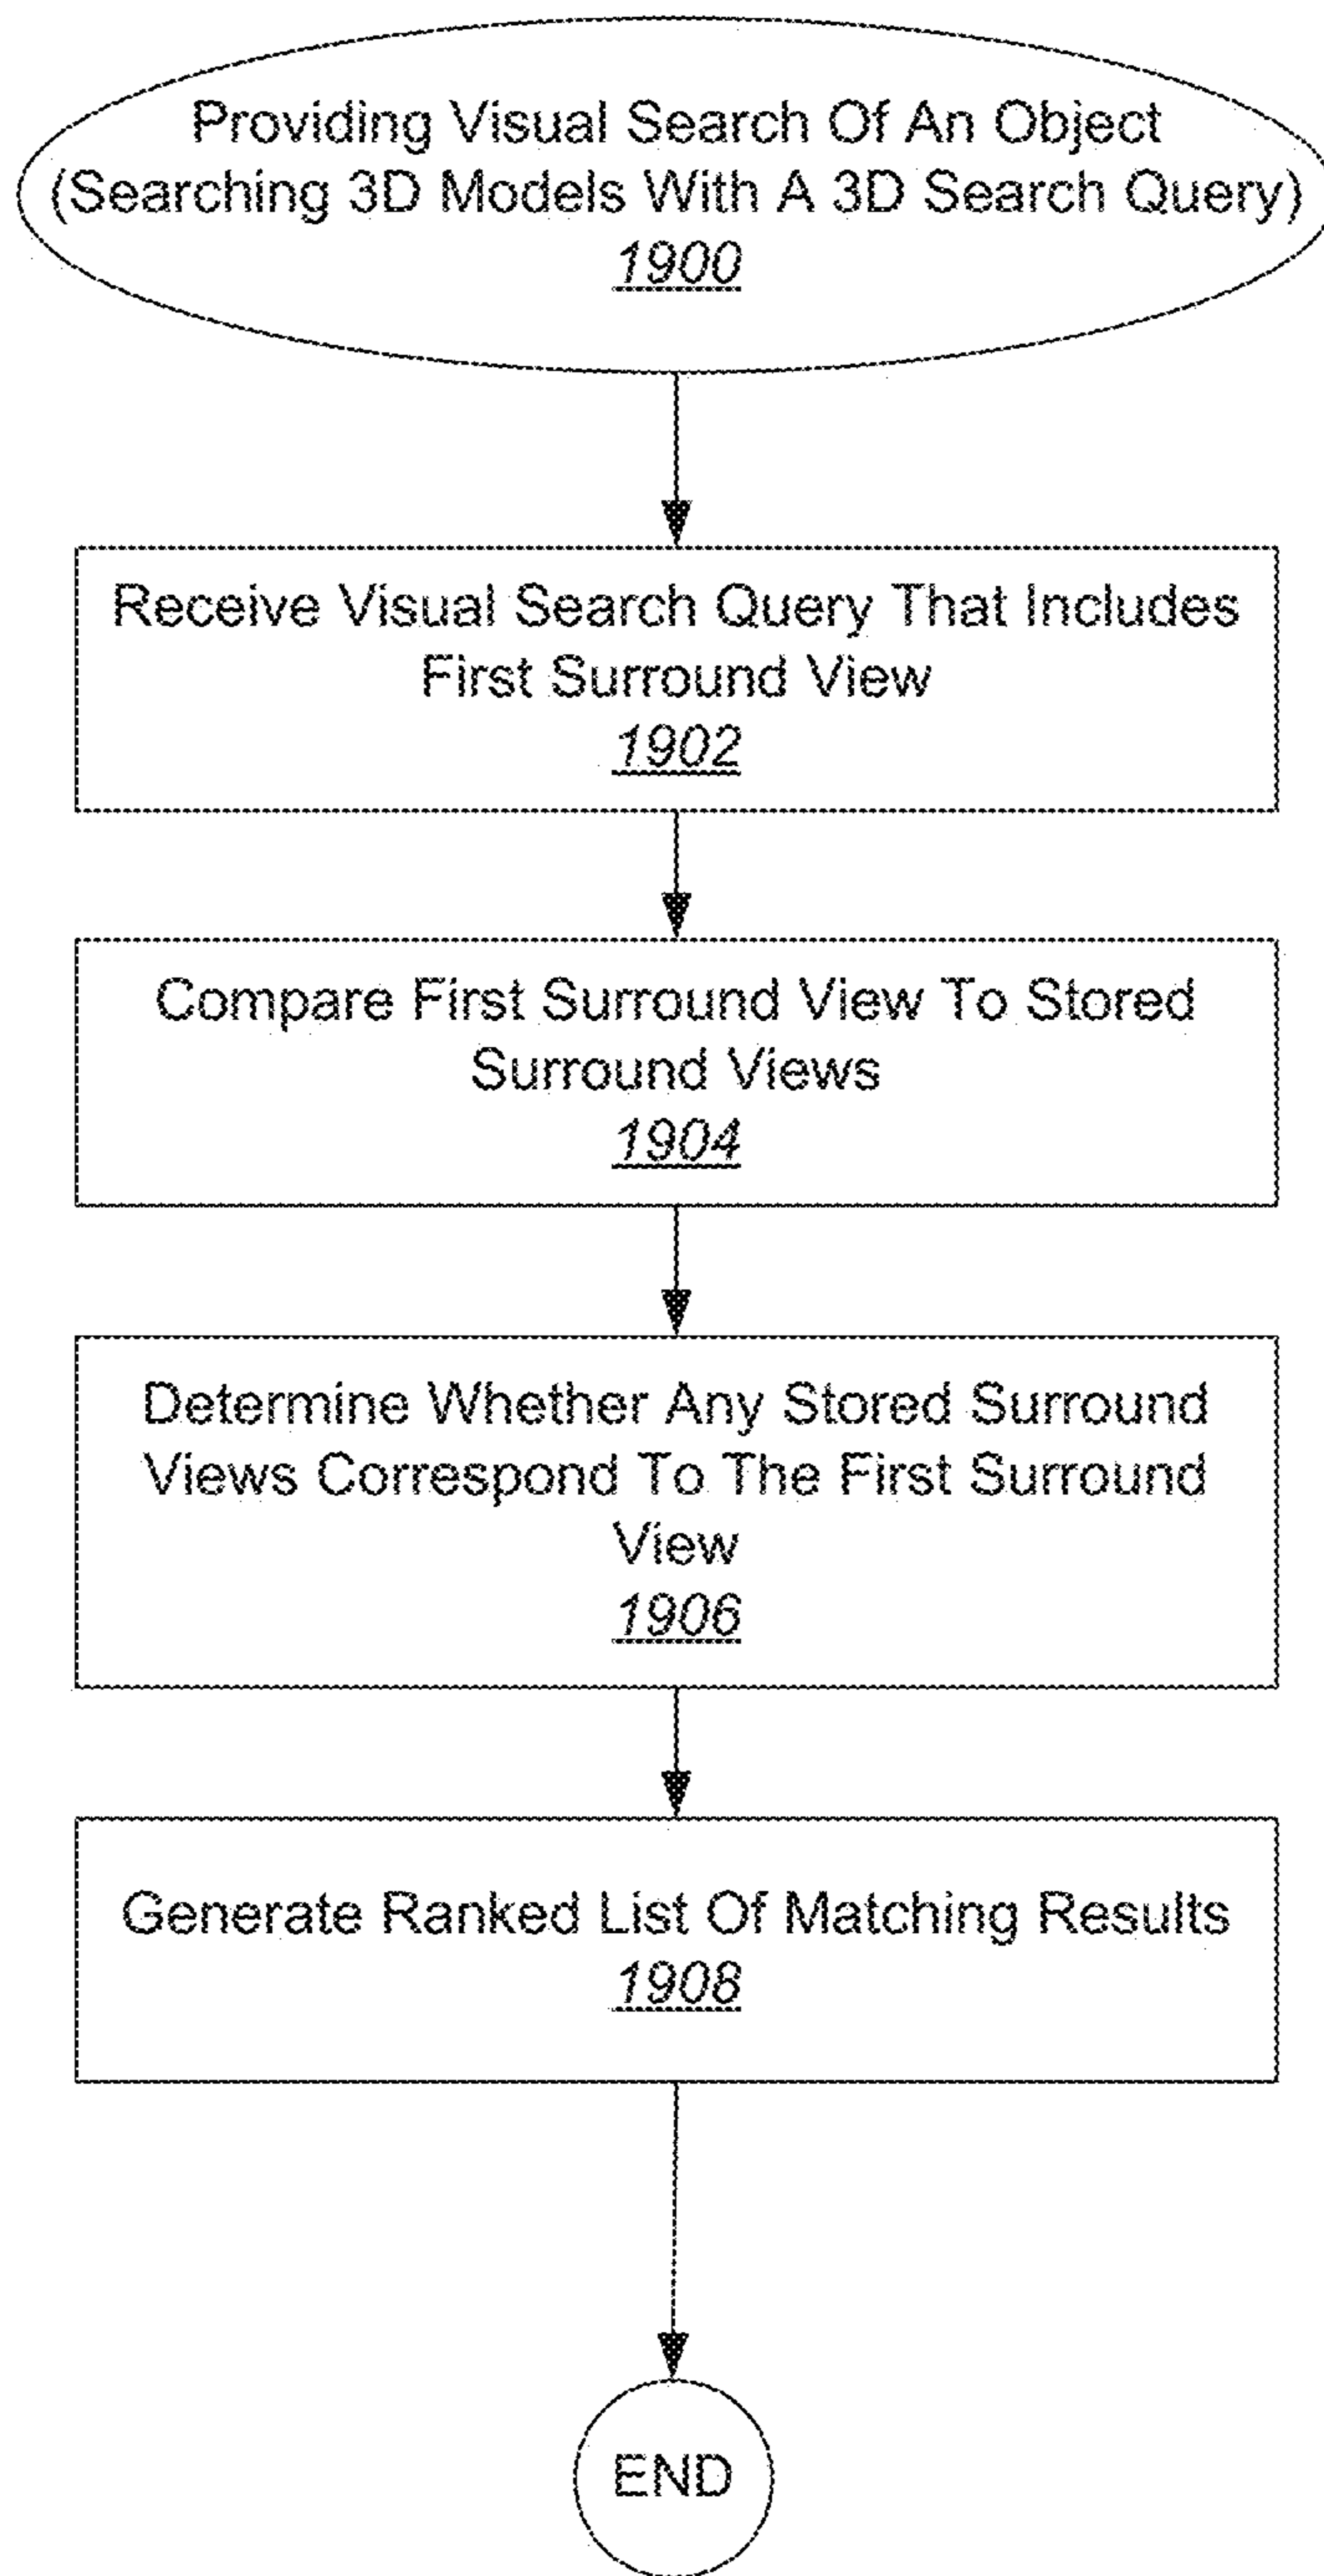 Providing Visual Search Of An Object
(Searching 3D Models With A 3D Search Query)
1900
Receive Visual Search Query That Includes
First Surround View
1902
Compare First Surround View To Stored
Surround Views
1904
Determine Whether Any Stored Surround
Views Correspond To The First Surround
View
1906
Generate Ranked List Of Matching Results
1908
END